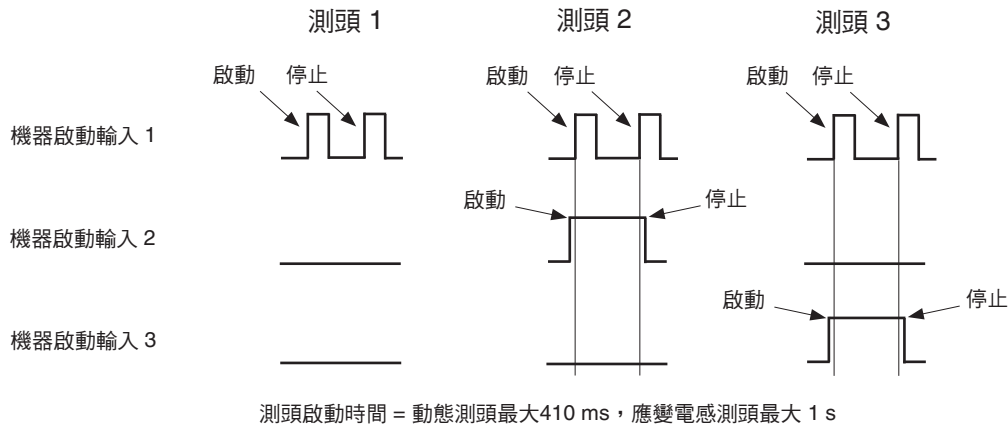 測頭 1 測頭 2 測頭 3
啟動 停止 啟動 停止 啟動 停止
機器啟動輸入 1
啟動 停止
機器啟動輸入 2
啟動 停止
機器啟動輸入 3
測頭啟動時間 = 動態測頭最大410 ms，應變電感測頭最大 1 s